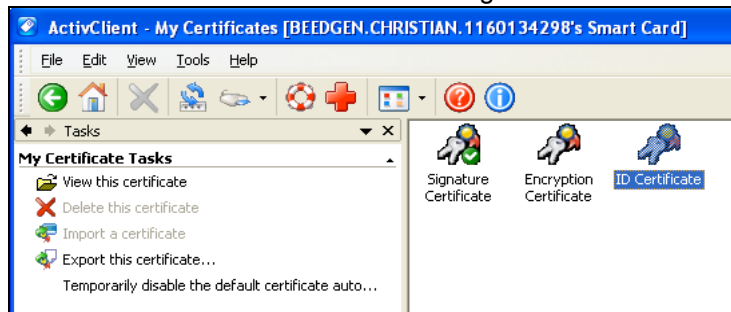 ActivClient - My Certificates [BEEDGEN.CHRISTIAN.1160134298's Smart Card]
File Edit View Tools Help
Tasks
My Certificate Tasks
View this certificate
Delete this certificate
Import a certificate
Export this certificate...
Temporarily disable the default certificate auto...
Signature Certificate
Encryption Certificate
ID Certificate